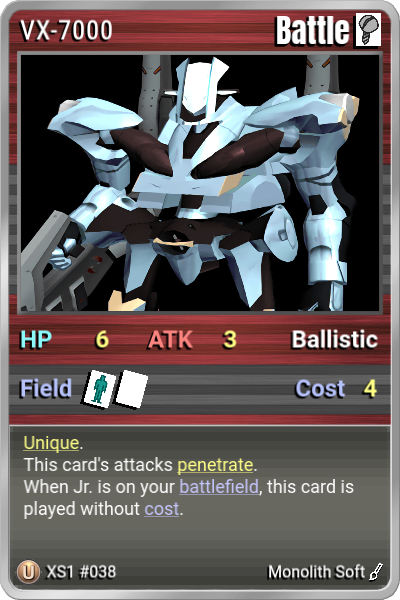 VX-7000 Battle
HP 6 ATK 3 Ballistic
Field Cost 4
Unique.
This card's attacks penetrate.
When Jr. is on your battlefield, this card is
played without cost.
U XS1 #038 Monolith Soft